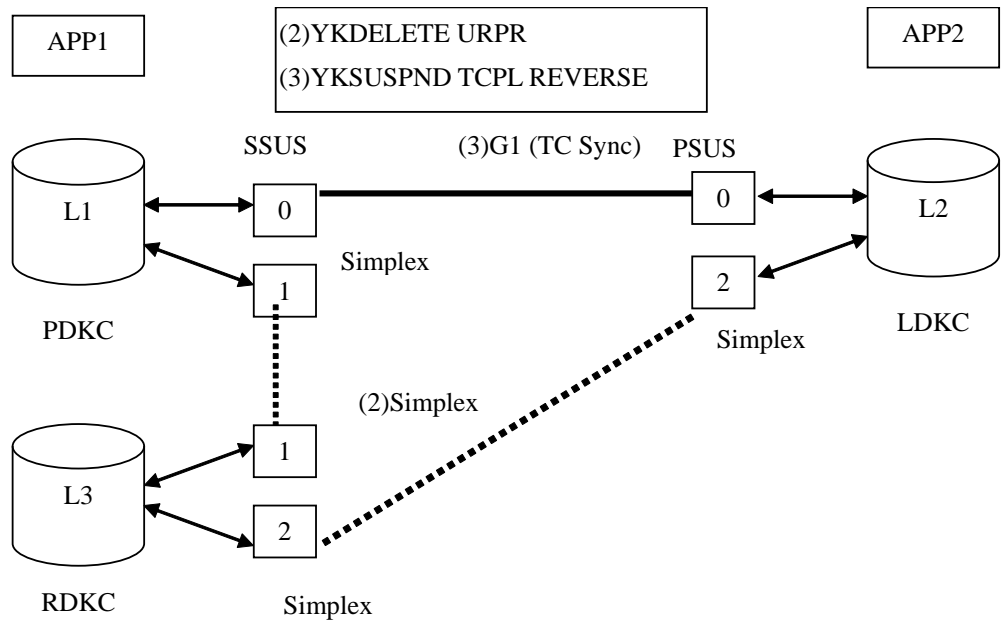 APP1
(2)YKDELETE URPR
(3)YKSUSPND TCPL REVERSE
APP2
SSUS
(3)G1 (TC Sync)
PSUS
L1
0
0
L2
Simplex
1
2
PDKC
LDKC
Simplex
(2)Simplex
1
L3
2
RDKC
Simplex